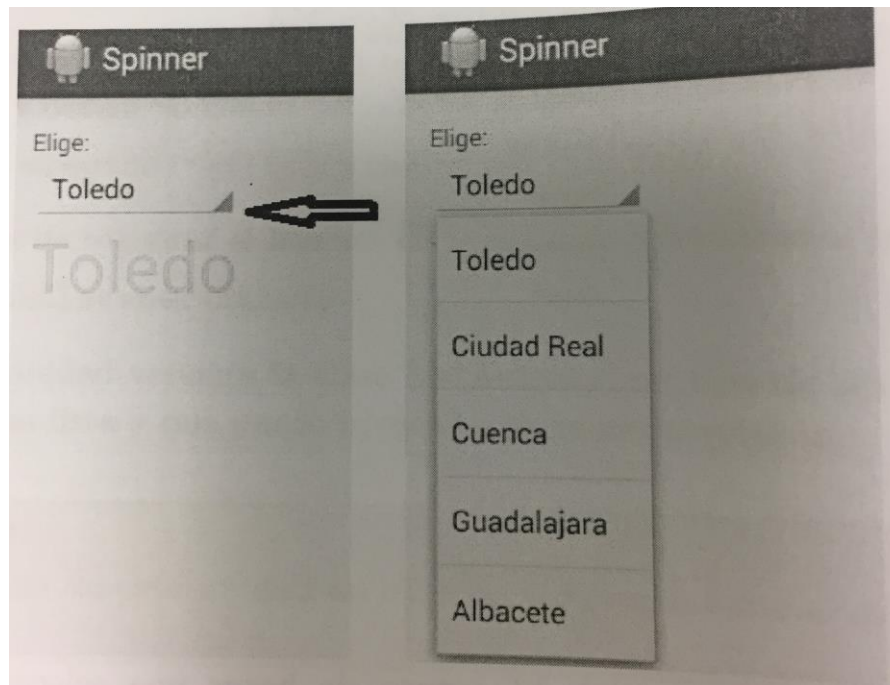 Spinner
Elige:
Toledo
Toledo
Spinner
Elige:
Toledo
Toledo
Ciudad Real
Cuenca
Guadalajara
Albacete